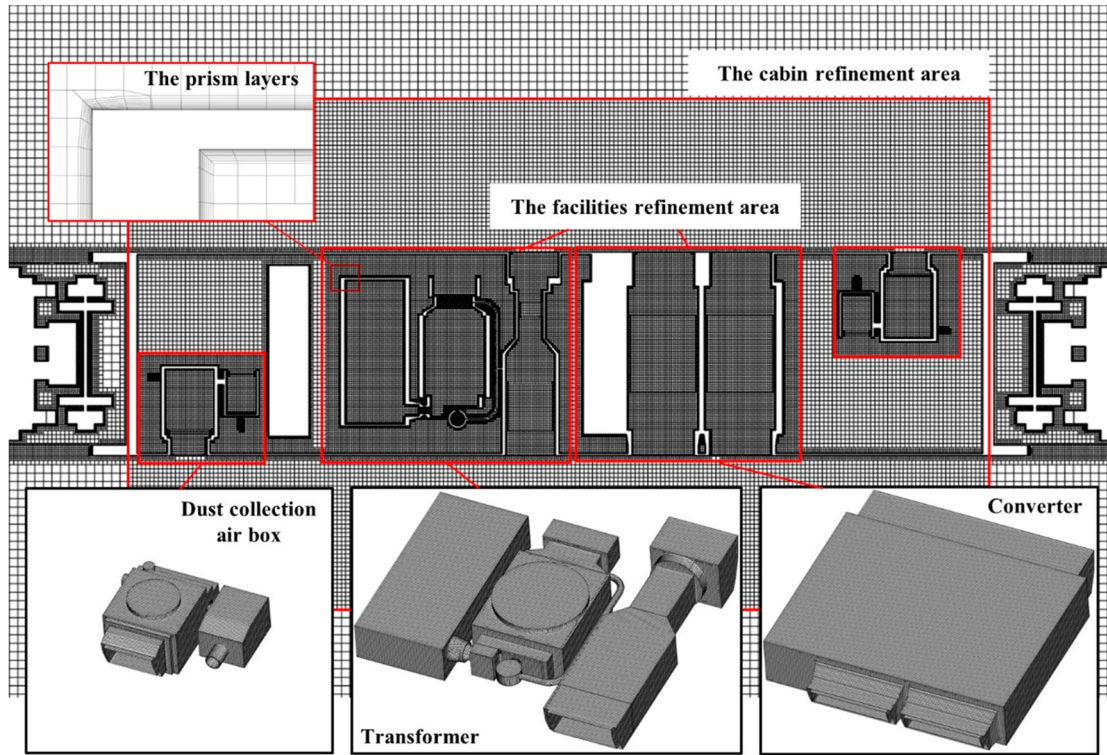 The prism layers
The cabin refinement area
The facilities refinement area
Dust collection
air box
Transformer
Converter